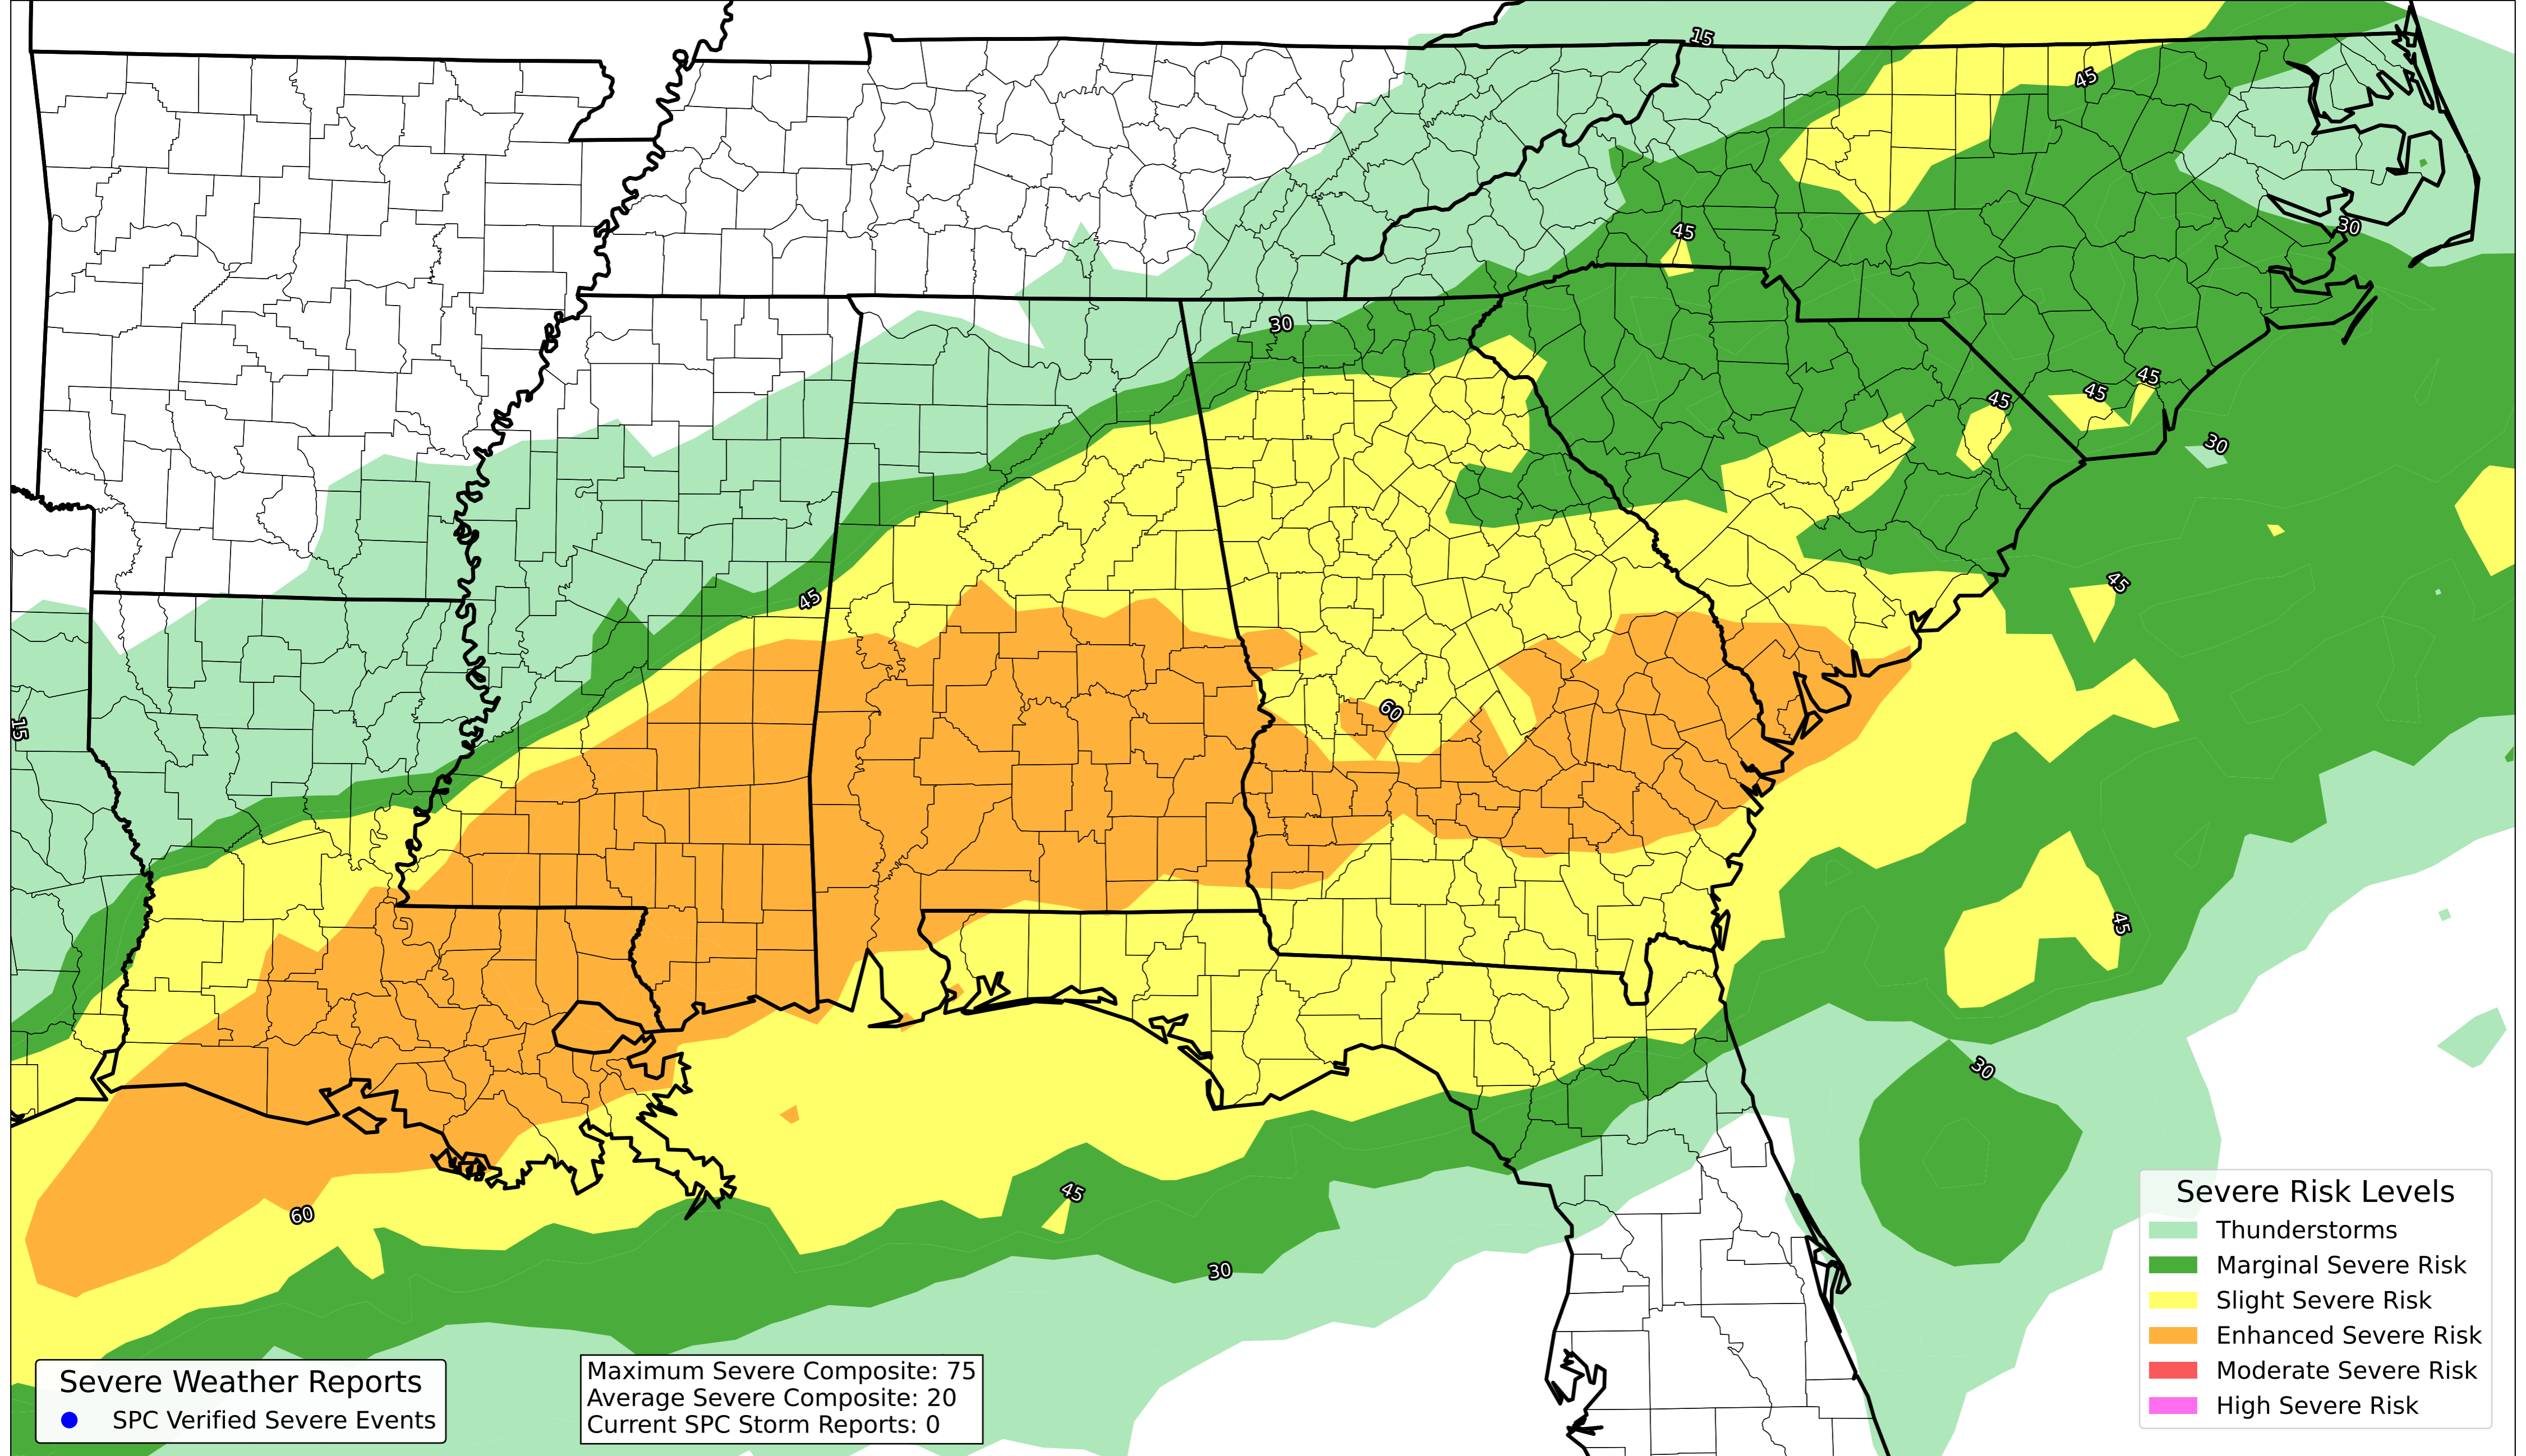 15
45
45
30
30
45
45
45
30
45
45
60
15
45
30
45
60
30
Severe Risk Levels
Thunderstorms
Marginal Severe Risk
Slight Severe Risk
Enhanced Severe Risk
Moderate Severe Risk
High Severe Risk
Severe Weather Reports
SPC Verified Severe Events
Maximum Severe Composite: 75
Average Severe Composite: 20
Current SPC Storm Reports: 0